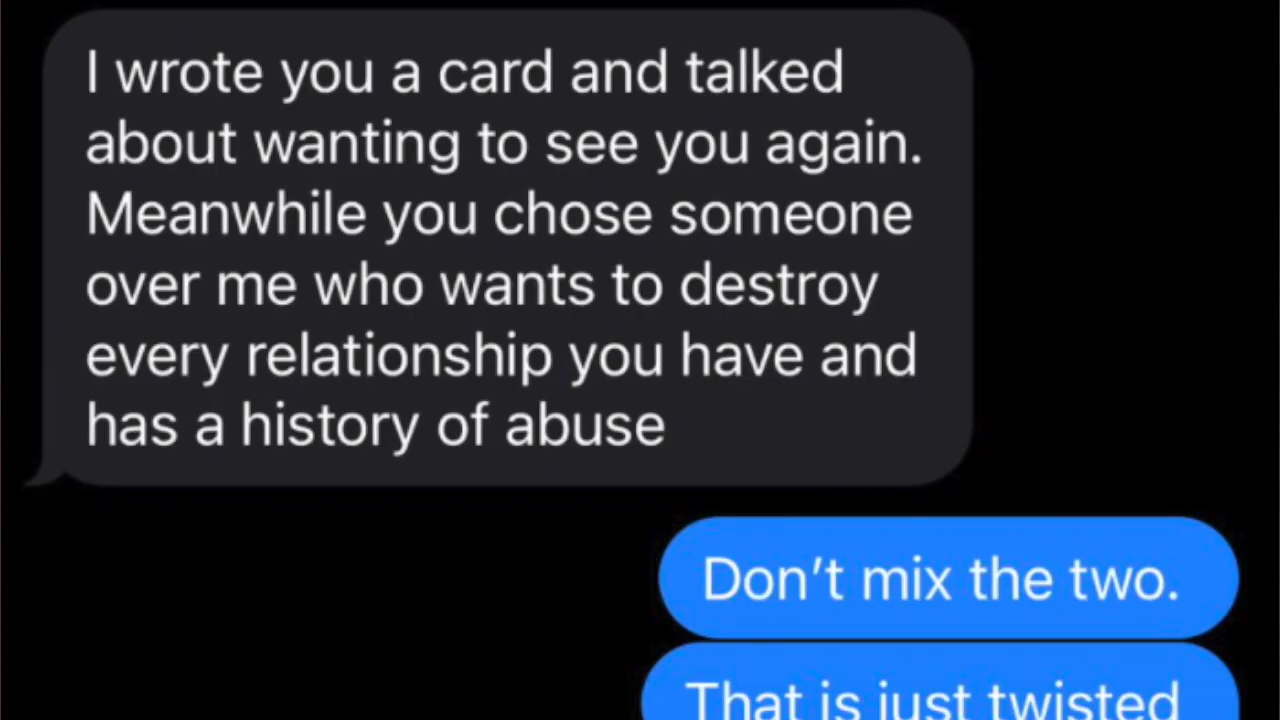 I wrote you a card and talked
about wanting to see you again.
Meanwhile you chose someone
over me who wants to destroy
every relationship you have and
has a history of abuse
Don’t mix the two.
That is just twisted